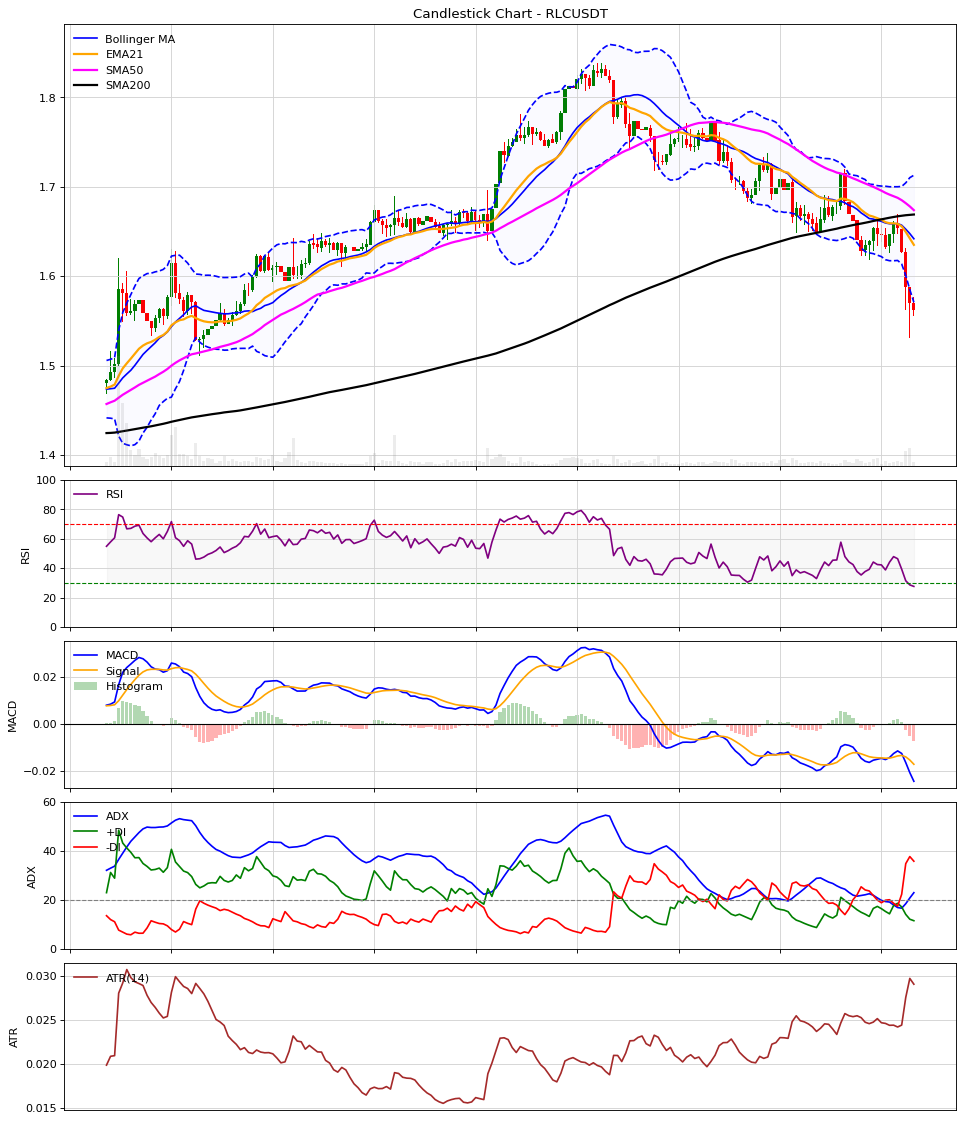 Candlestick Chart - RLCUSDT
Bollinger MA
EMA21
SMA50
SMA200
1.8
1.7
1.6
1.5
1.4
RSI
RSI
100
80
60
40
20
0
MACD
Signal
Histogram
MACD
0.02
0.00
−0.02
ADX
+DI
-DI
ADX
60
40
20
0
ATR(14)
ATR
0.030
0.025
0.020
0.015